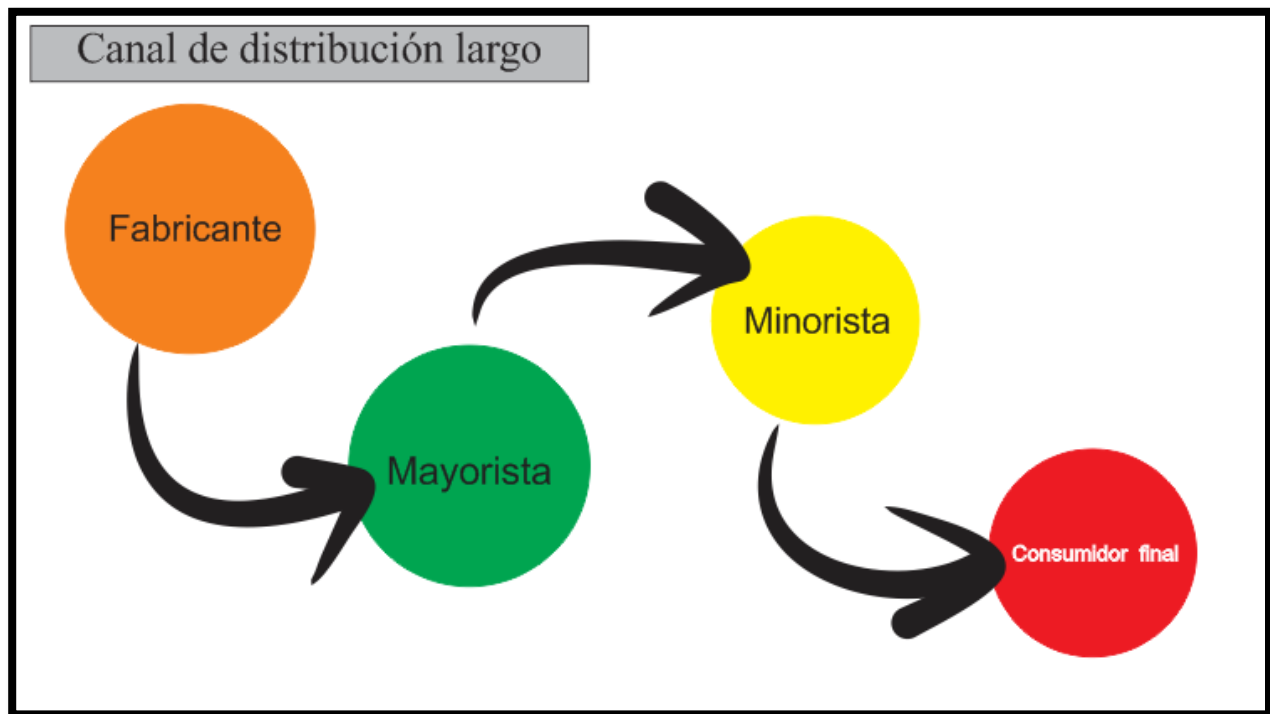 Canal de distribución largo
Fabricante
Mayorista
Minorista
Consumidor final